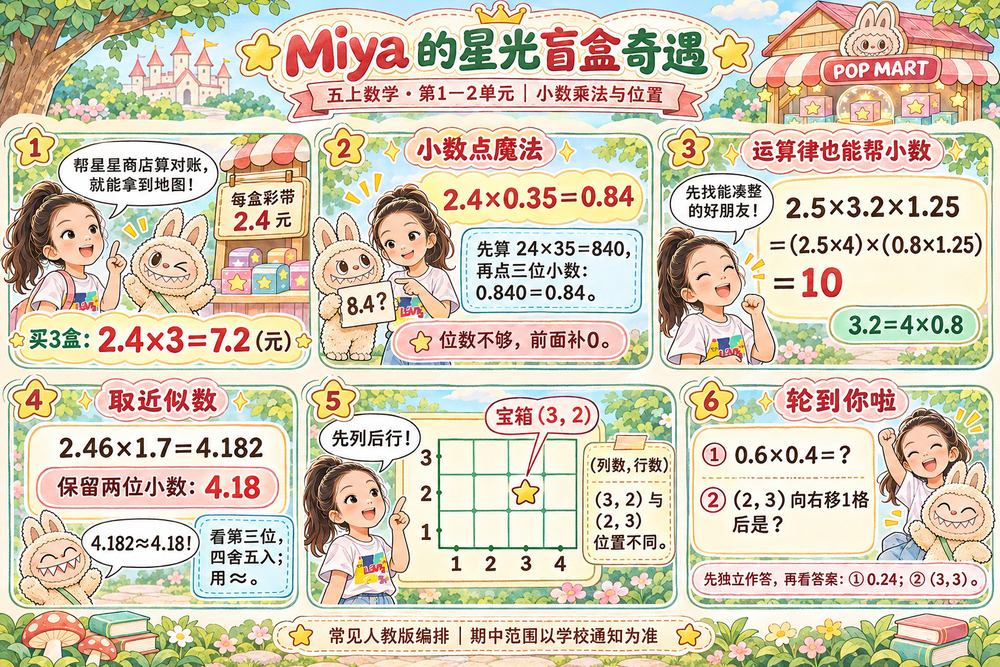 Miya的星光盲盒奇遇
五上数学·第1—2单元｜小数乘法与位置
POP MART
1
帮星星商店算对账，
就能拿到地图！
每盒彩带
2.4元
买3盒：2.4×3=7.2(元)
2
小数点魔法
2.4×0.35=0.84
先算 24×35=840，
再点三位小数：
0.840=0.84。
8.4?
位数不够，前面补0。
3
运算律也能帮小数
先找能凑整
的好朋友！
2.5×3.2×1.25
=(2.5×4)×(0.8×1.25)
=10
3.2=4×0.8
4
取近似数
2.46×1.7=4.182
保留两位小数：4.18
4.182≈4.18！
看第三位，
四舍五入；
用≈。
5
先列后行！
宝箱(3, 2)
3
2
1
1 2 3 4
(列数,行数)
(3, 2)与
(2, 3)
位置不同。
6
轮到你啦
① 0.6×0.4=？
② (2, 3)向右移1格
后是？
先独立作答，再看答案：① 0.24；② (3,3)。
常见人教版编排｜期中范围以学校通知为准